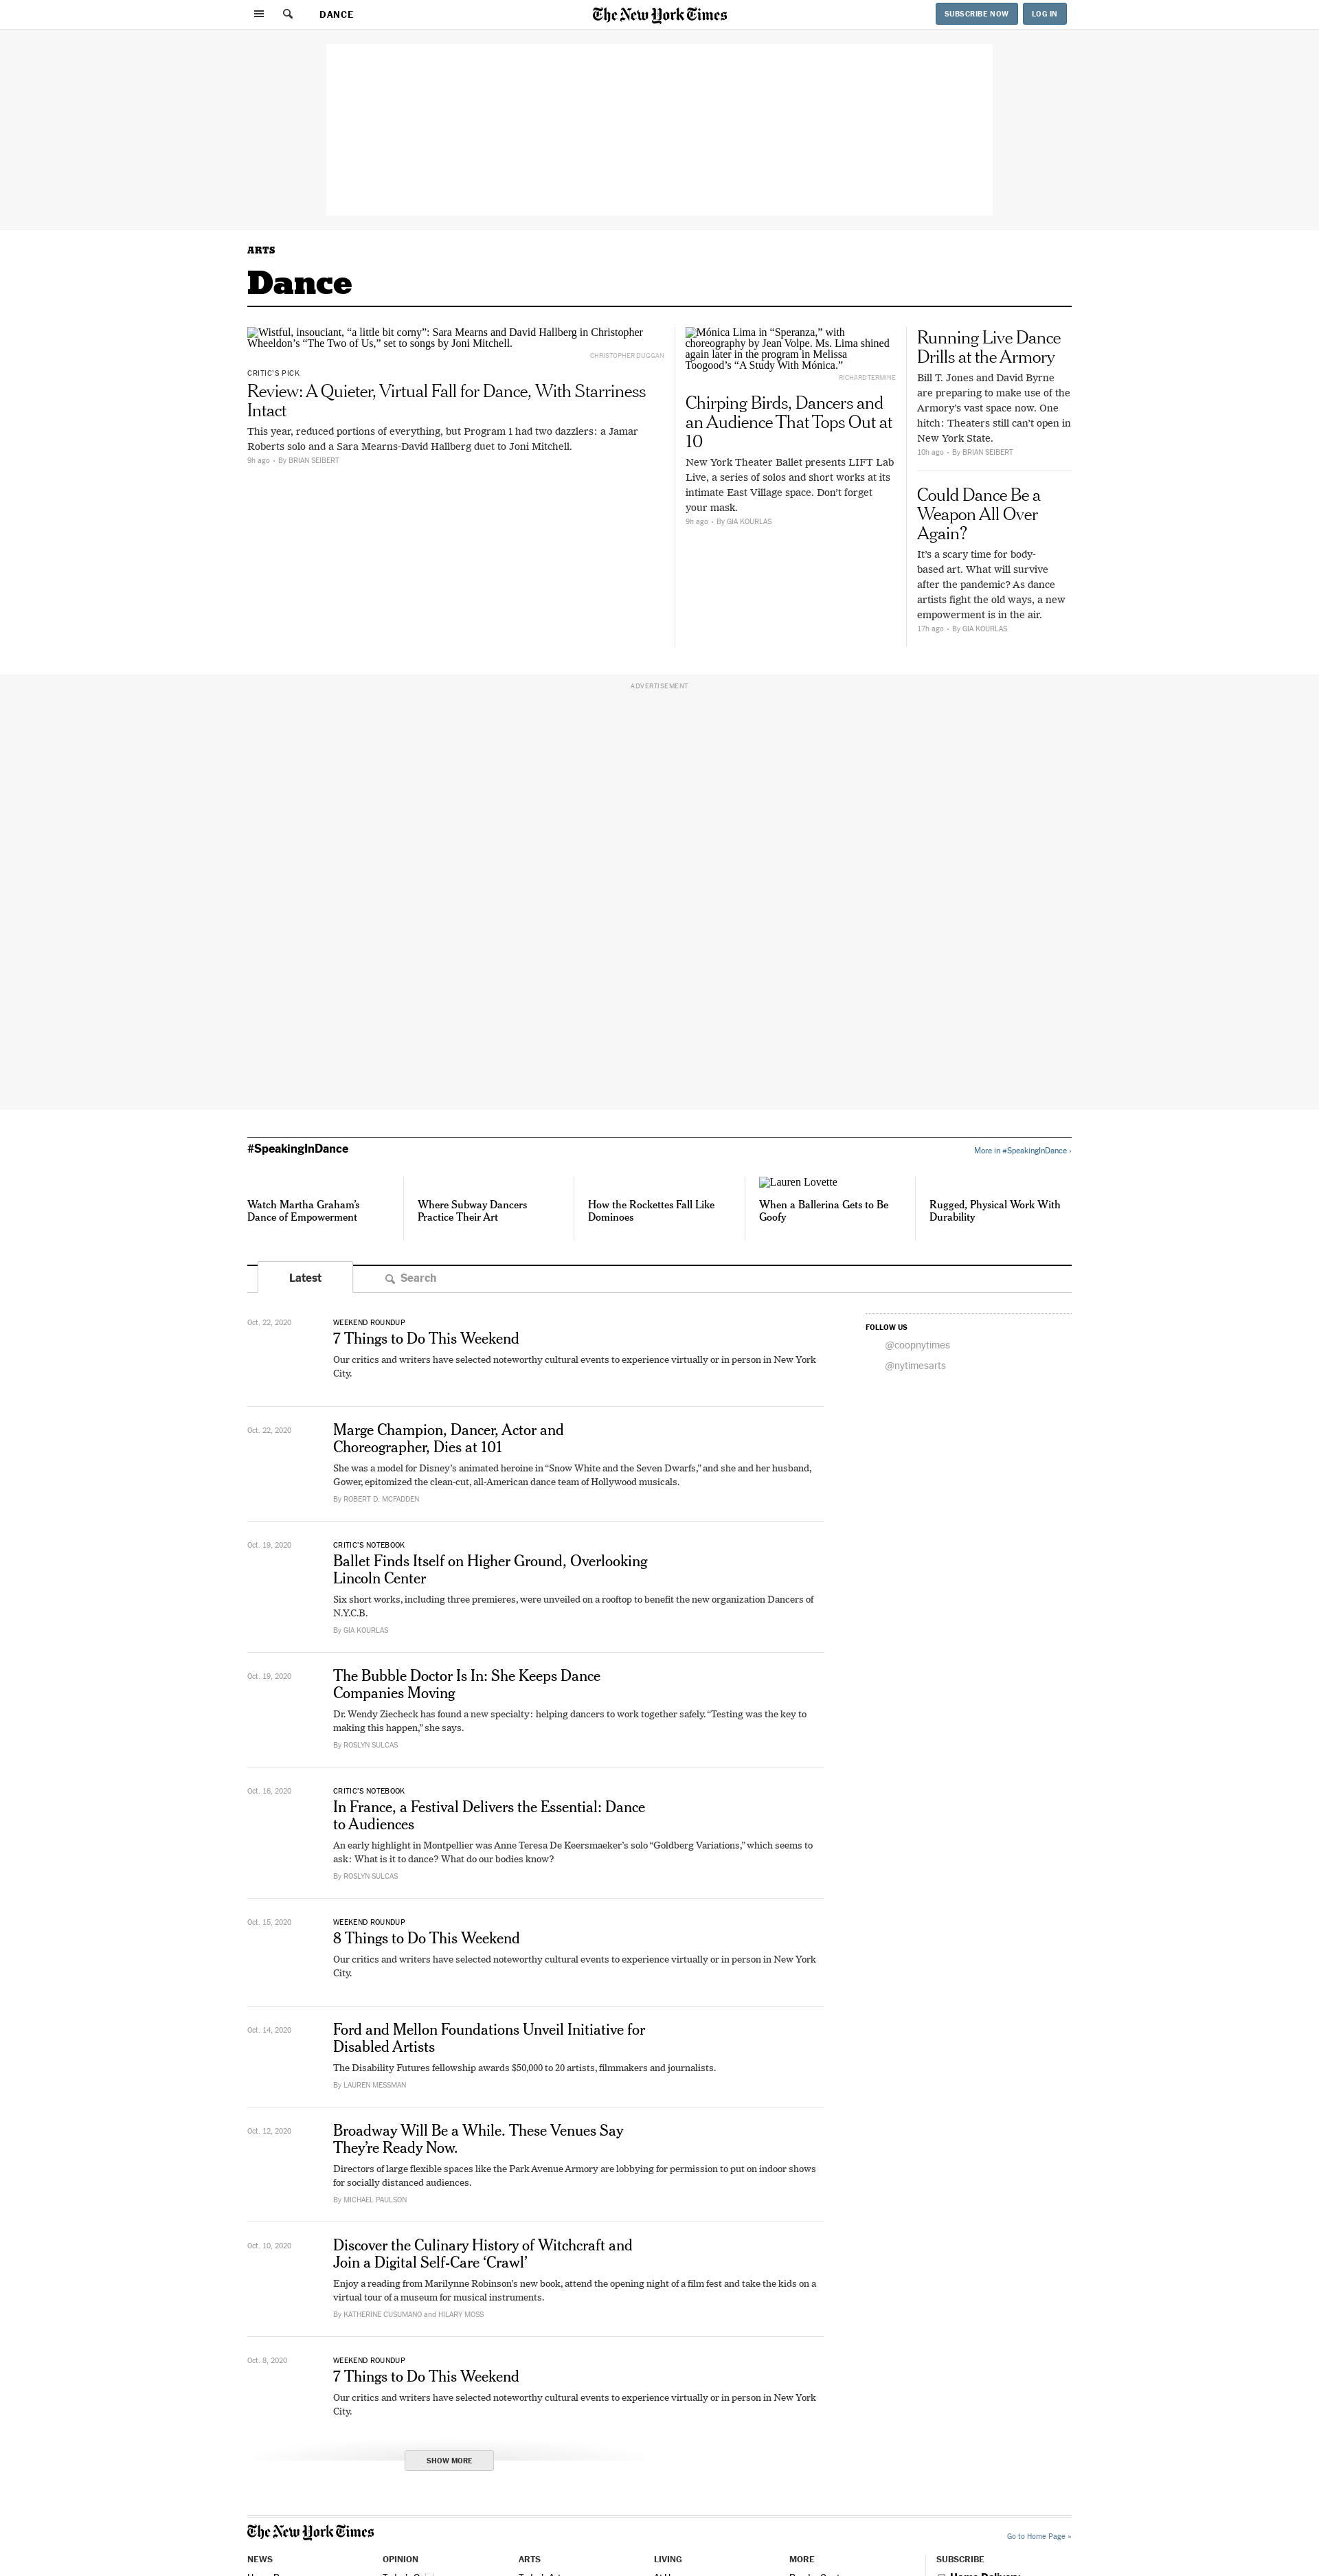 DANCE
The New York Times
SUBSCRIBE NOW
LOG IN
ARTS
Dance
Wistful, insouciant, “a little bit corny”: Sara Mearns and David Hallberg in Christopher
Wheeldon’s “The Two of Us,” set to songs by Joni Mitchell.
CHRISTOPHER DUGGAN
CRITIC’S PICK
Review: A Quieter, Virtual Fall for Dance, With Starriness
Intact
This year, reduced portions of everything, but Program 1 had two dazzlers: a Jamar
Roberts solo and a Sara Mearns-David Hallberg duet to Joni Mitchell.
9h ago • By BRIAN SEIBERT
Mónica Lima in “Speranza,” with
choreography by Jean Volpe. Ms. Lima shined
again later in the program in Melissa
Toogood’s “A Study With Mónica.”
RICHARD TERMINE
Chirping Birds, Dancers and
an Audience That Tops Out at
10
New York Theater Ballet presents LIFT Lab
Live, a series of solos and short works at its
intimate East Village space. Don’t forget
your mask.
9h ago • By GIA KOURLAS
Running Live Dance
Drills at the Armory
Bill T. Jones and David Byrne
are preparing to make use of the
Armory’s vast space now. One
hitch: Theaters still can’t open in
New York State.
10h ago • By BRIAN SEIBERT
Could Dance Be a
Weapon All Over
Again?
It’s a scary time for body-
based art. What will survive
after the pandemic? As dance
artists fight the old ways, a new
empowerment is in the air.
17h ago • By GIA KOURLAS
ADVERTISEMENT
#SpeakingInDance
More in #SpeakingInDance ›
Watch Martha Graham’s
Dance of Empowerment
Where Subway Dancers
Practice Their Art
How the Rockettes Fall Like
Dominoes
Lauren Lovette
When a Ballerina Gets to Be
Goofy
Rugged, Physical Work With
Durability
Latest
Search
Oct. 22, 2020
WEEKEND ROUNDUP
7 Things to Do This Weekend
Our critics and writers have selected noteworthy cultural events to experience virtually or in person in New York
City.
FOLLOW US
@coopnytimes
@nytimesarts
Oct. 22, 2020
Marge Champion, Dancer, Actor and
Choreographer, Dies at 101
She was a model for Disney’s animated heroine in “Snow White and the Seven Dwarfs,” and she and her husband,
Gower, epitomized the clean-cut, all-American dance team of Hollywood musicals.
By ROBERT D. MCFADDEN
Oct. 19, 2020
CRITIC’S NOTEBOOK
Ballet Finds Itself on Higher Ground, Overlooking
Lincoln Center
Six short works, including three premieres, were unveiled on a rooftop to benefit the new organization Dancers of
N.Y.C.B.
By GIA KOURLAS
Oct. 19, 2020
The Bubble Doctor Is In: She Keeps Dance
Companies Moving
Dr. Wendy Ziecheck has found a new specialty: helping dancers to work together safely. “Testing was the key to
making this happen,” she says.
By ROSLYN SULCAS
Oct. 16, 2020
CRITIC’S NOTEBOOK
In France, a Festival Delivers the Essential: Dance
to Audiences
An early highlight in Montpellier was Anne Teresa De Keersmaeker’s solo “Goldberg Variations,” which seems to
ask: What is it to dance? What do our bodies know?
By ROSLYN SULCAS
Oct. 15, 2020
WEEKEND ROUNDUP
8 Things to Do This Weekend
Our critics and writers have selected noteworthy cultural events to experience virtually or in person in New York
City.
Oct. 14, 2020
Ford and Mellon Foundations Unveil Initiative for
Disabled Artists
The Disability Futures fellowship awards $50,000 to 20 artists, filmmakers and journalists.
By LAUREN MESSMAN
Oct. 12, 2020
Broadway Will Be a While. These Venues Say
They’re Ready Now.
Directors of large flexible spaces like the Park Avenue Armory are lobbying for permission to put on indoor shows
for socially distanced audiences.
By MICHAEL PAULSON
Oct. 10, 2020
Discover the Culinary History of Witchcraft and
Join a Digital Self-Care ‘Crawl’
Enjoy a reading from Marilynne Robinson’s new book, attend the opening night of a film fest and take the kids on a
virtual tour of a museum for musical instruments.
By KATHERINE CUSUMANO and HILARY MOSS
Oct. 8, 2020
WEEKEND ROUNDUP
7 Things to Do This Weekend
Our critics and writers have selected noteworthy cultural events to experience virtually or in person in New York
City.
SHOW MORE
The New York Times
Go to Home Page »
NEWS
OPINION
ARTS
LIVING
MORE
SUBSCRIBE